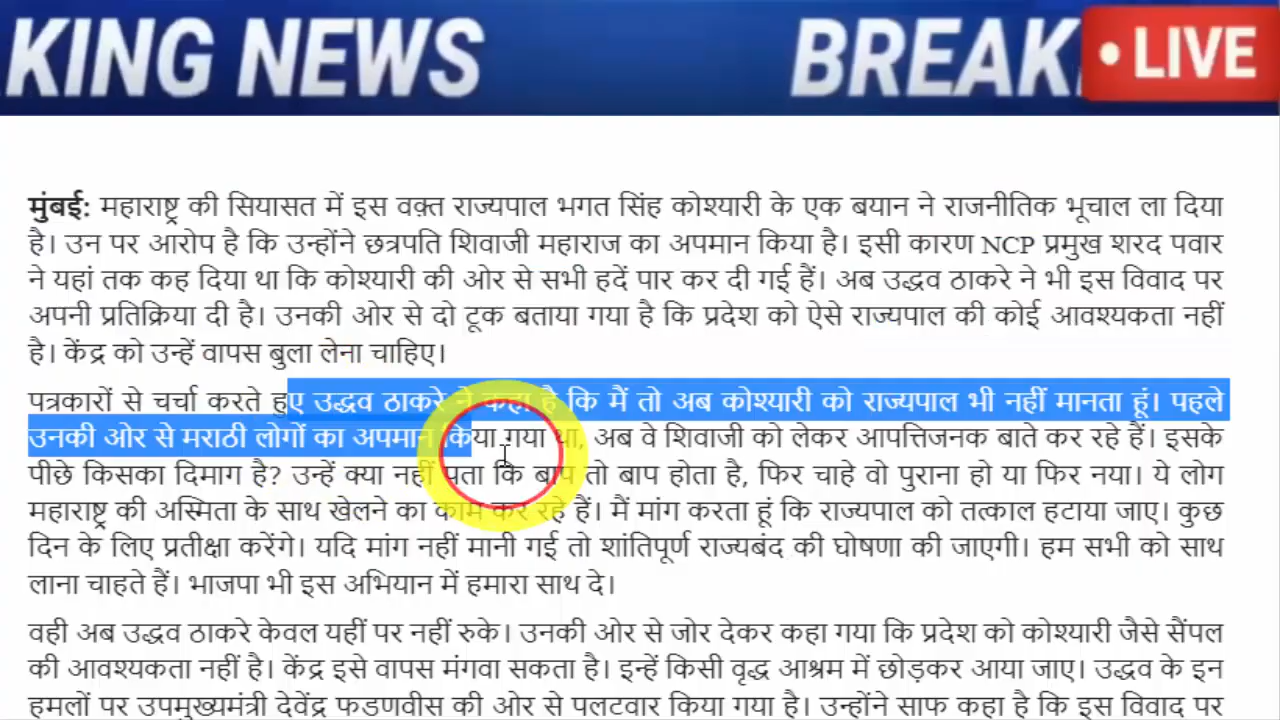 KING NEWS BREAK LIVE
मुंबई: महाराष्ट्र की सियासत में इस वक़्त राज्यपाल भगत सिंह कोश्यारी के एक बयान ने राजनीतिक भूचाल ला दिया
है। उन पर आरोप है कि उन्होंने छत्रपति शिवाजी महाराज का अपमान किया है। इसी कारण NCP प्रमुख शरद पवार
ने यहां तक कह दिया था कि कोश्यारी की ओर से सभी हदें पार कर दी गई हैं। अब उद्धव ठाकरे ने भी इस विवाद पर
अपनी प्रतिक्रिया दी है। उनकी ओर से दो टूक बताया गया है कि प्रदेश को ऐसे राज्यपाल की कोई आवश्यकता नहीं
है। केंद्र को उन्हें वापस बुला लेना चाहिए।
पत्रकारों से चर्चा करते हुए उद्धव ठाकरे ने कहा है कि मैं तो अब कोश्यारी को राज्यपाल भी नहीं मानता हूं। पहले
उनकी ओर से मराठी लोगों का अपमान किया गया था, अब वे शिवाजी को लेकर आपत्तिजनक बाते कर रहे हैं। इसके
पीछे किसका दिमाग है? उन्हें क्या नहीं पता कि बाप तो बाप होता है, फिर चाहे वो पुराना हो या फिर नया। ये लोग
महाराष्ट्र की अस्मिता के साथ खेलने का काम कर रहे हैं। मैं मांग करता हूं कि राज्यपाल को तत्काल हटाया जाए। कुछ
दिन के लिए प्रतीक्षा करेंगे। यदि मांग नहीं मानी गई तो शांतिपूर्ण राज्यबंद की घोषणा की जाएगी। हम सभी को साथ
लाना चाहते हैं। भाजपा भी इस अभियान में हमारा साथ दे।
वही अब उद्धव ठाकरे केवल यहीं पर नहीं रुके। उनकी ओर से जोर देकर कहा गया कि प्रदेश को कोश्यारी जैसे सैंपल
की आवश्यकता नहीं है। केंद्र इसे वापस मंगवा सकता है। इन्हें किसी वृद्ध आश्रम में छोड़कर आया जाए। उद्धव के इन
हमलों पर उपमुख्यमंत्री देवेंद्र फडणवीस की ओर से पलटवार किया गया है। उन्होंने साफ कहा है कि इस विवाद पर